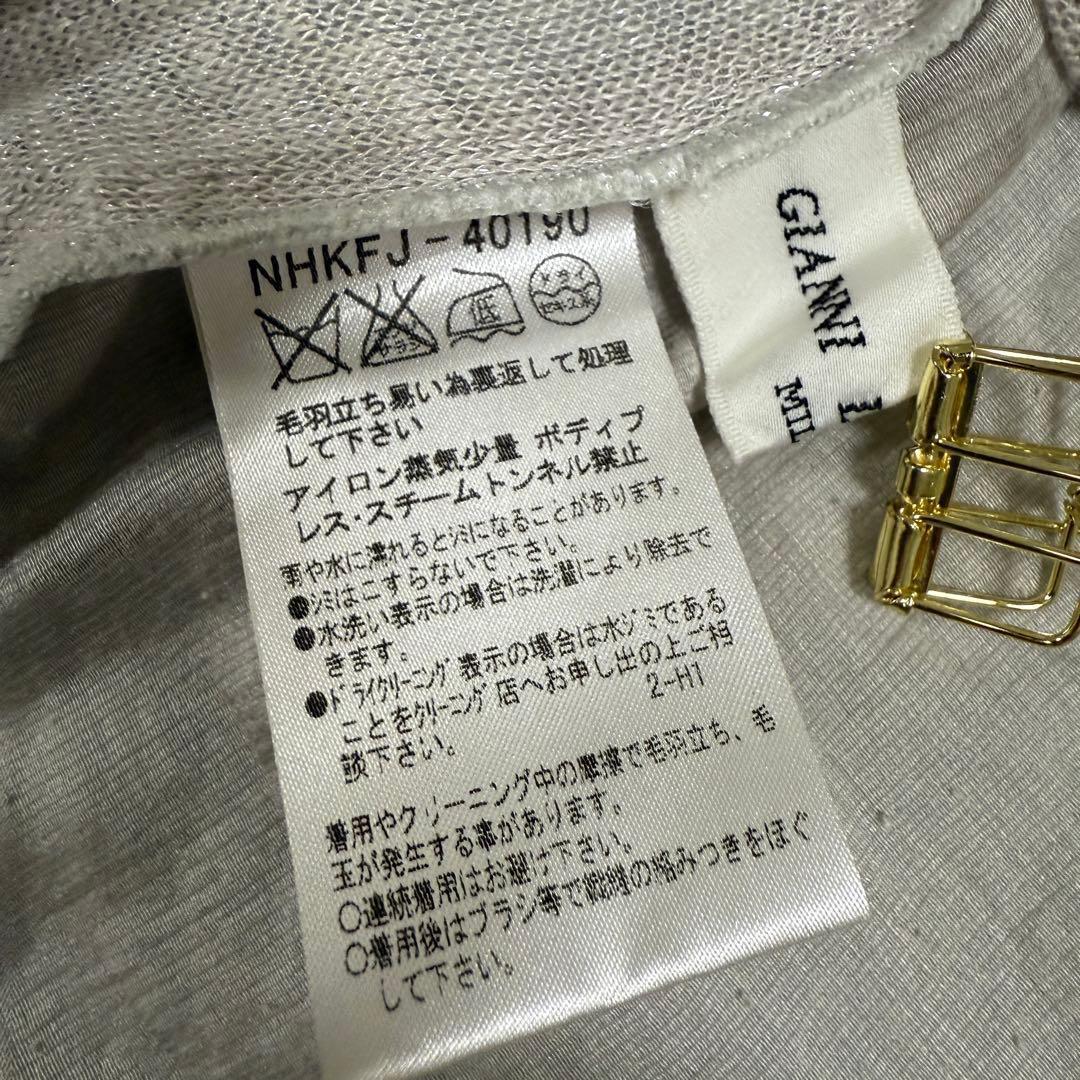 NHKFJ-40190
低
ドライ
セキユ系
毛羽立ち易い為裏返して処理
して下さい
アイロン蒸気少量 ボディプ
レス・スチームトンネル禁止
雨や水に濡れるとシミになることがあります。
●シミはこすらないで下さい。
●水洗い表示の場合は洗濯により除去で
きます。
●ドライクリーニング表示の場合は水ジミである
ことをクリーニング店へお申し出の上ご相
談下さい。
2-H1
着用やクリーニング中の摩擦で毛羽立ち、毛
玉が発生する事があります。
○連続着用はお避け下さい。
○着用後はブラシ等で繊維の絡みつきをほぐ
して下さい。
GIANNI